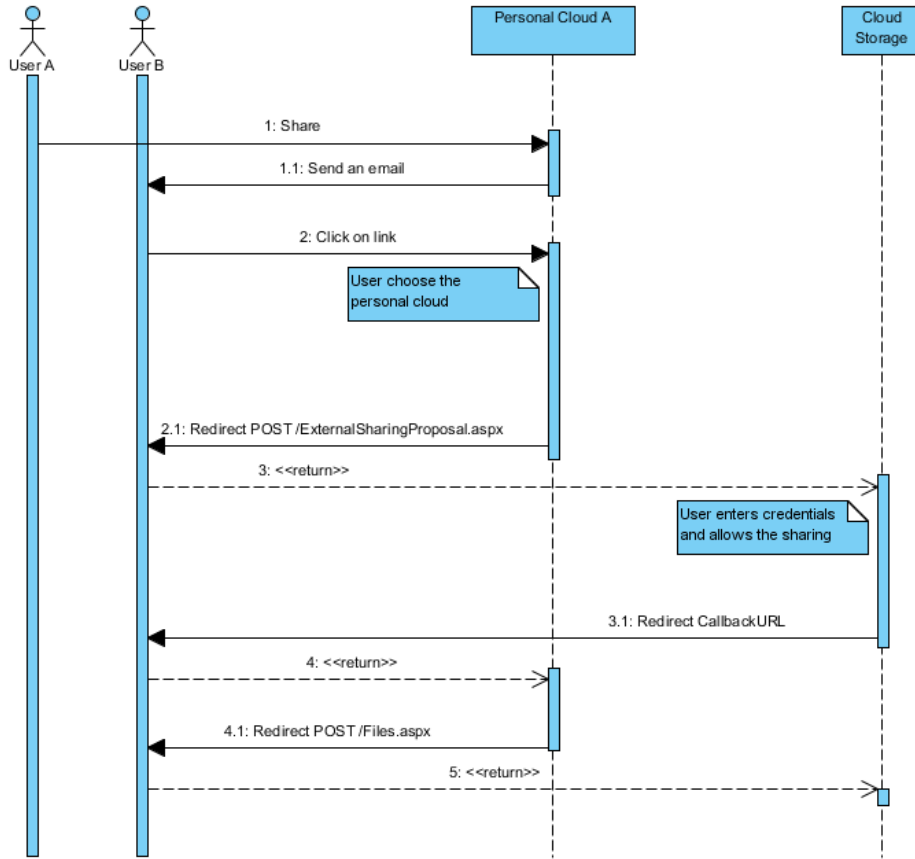 User A
User B
Personal Cloud A
Cloud
Storage
1: Share
1.1: Send an email
2: Click on link
User choose the
personal cloud
2.1: Redirect POST /ExternalSharingProposal.aspx
3: <<return>>
User enters credentials
and allows the sharing
3.1: Redirect CallbackURL
4: <<return>>
4.1: Redirect POST /Files.aspx
5: <<return>>